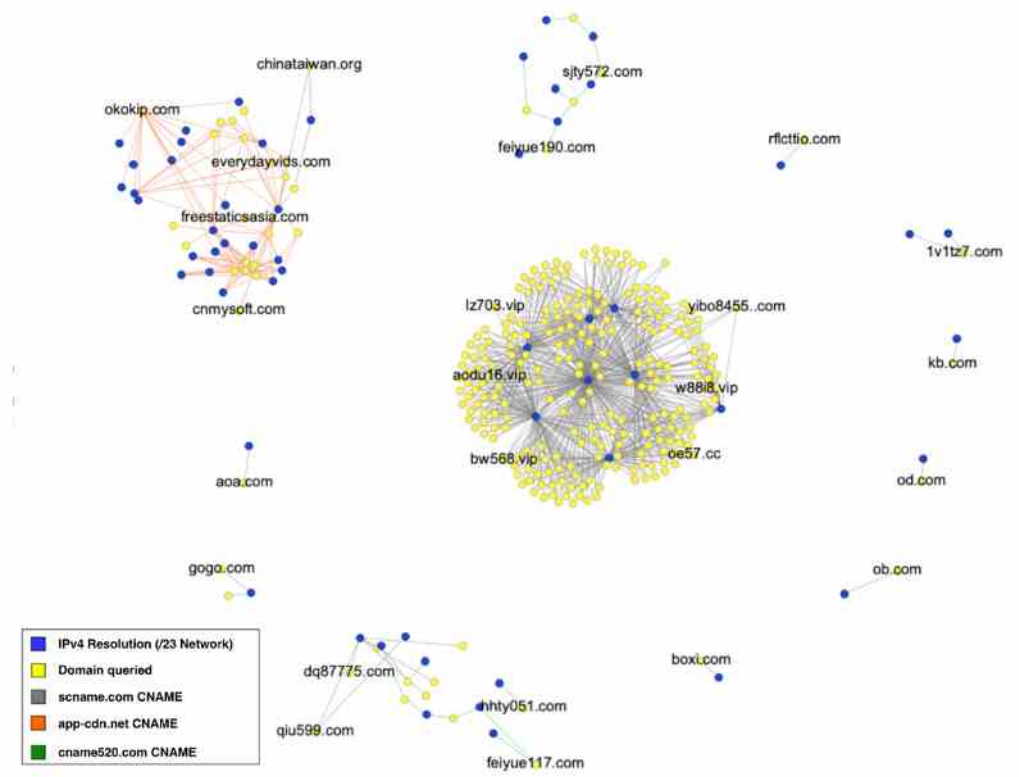 chinataiwan.org
sjty572.com
okokip.com
rflcttio.com
feiyue190.com
everydayvids.com
freestaticsasia.com
1v1tz7.com
lz703.vip
yibo8455..com
cnmysoft.com
kb.com
aodu16.vip
w88i8.vip
bw568.vip
oe57.cc
aoa.com
od.com
gogo.com
ob.com
IPv4 Resolution (/23 Network)
Domain queried
scname.com CNAME
app-cdn.net CNAME
cname520.com CNAME
dq87775.com
boxi.com
hhty051.com
qiu599.com
feiyue117.com